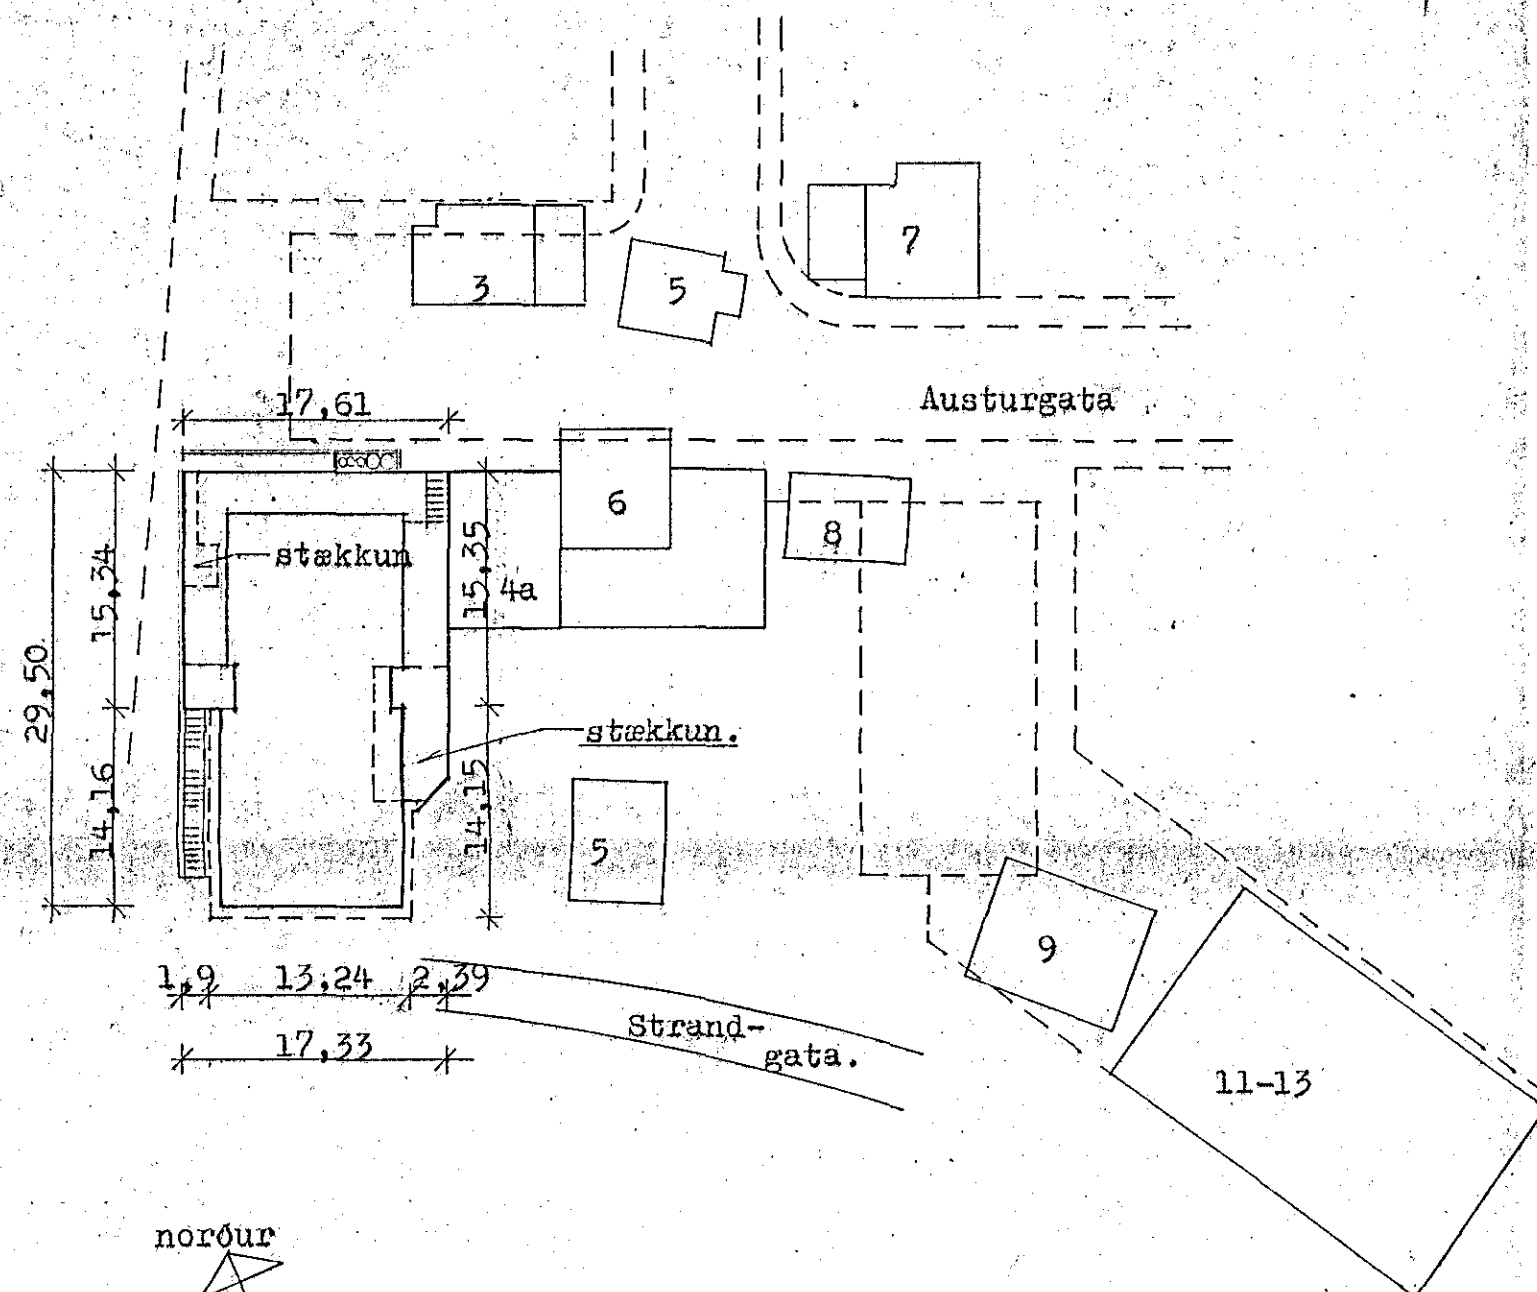 7
3
5
17,61
Austurgata
6
8
stækkun
15,34
15,35
4a
29,50
stækkun.
14,16
14,15
5
9
1,9 13,24 2,39
Strand-
gata.
17,33
11-13
norður